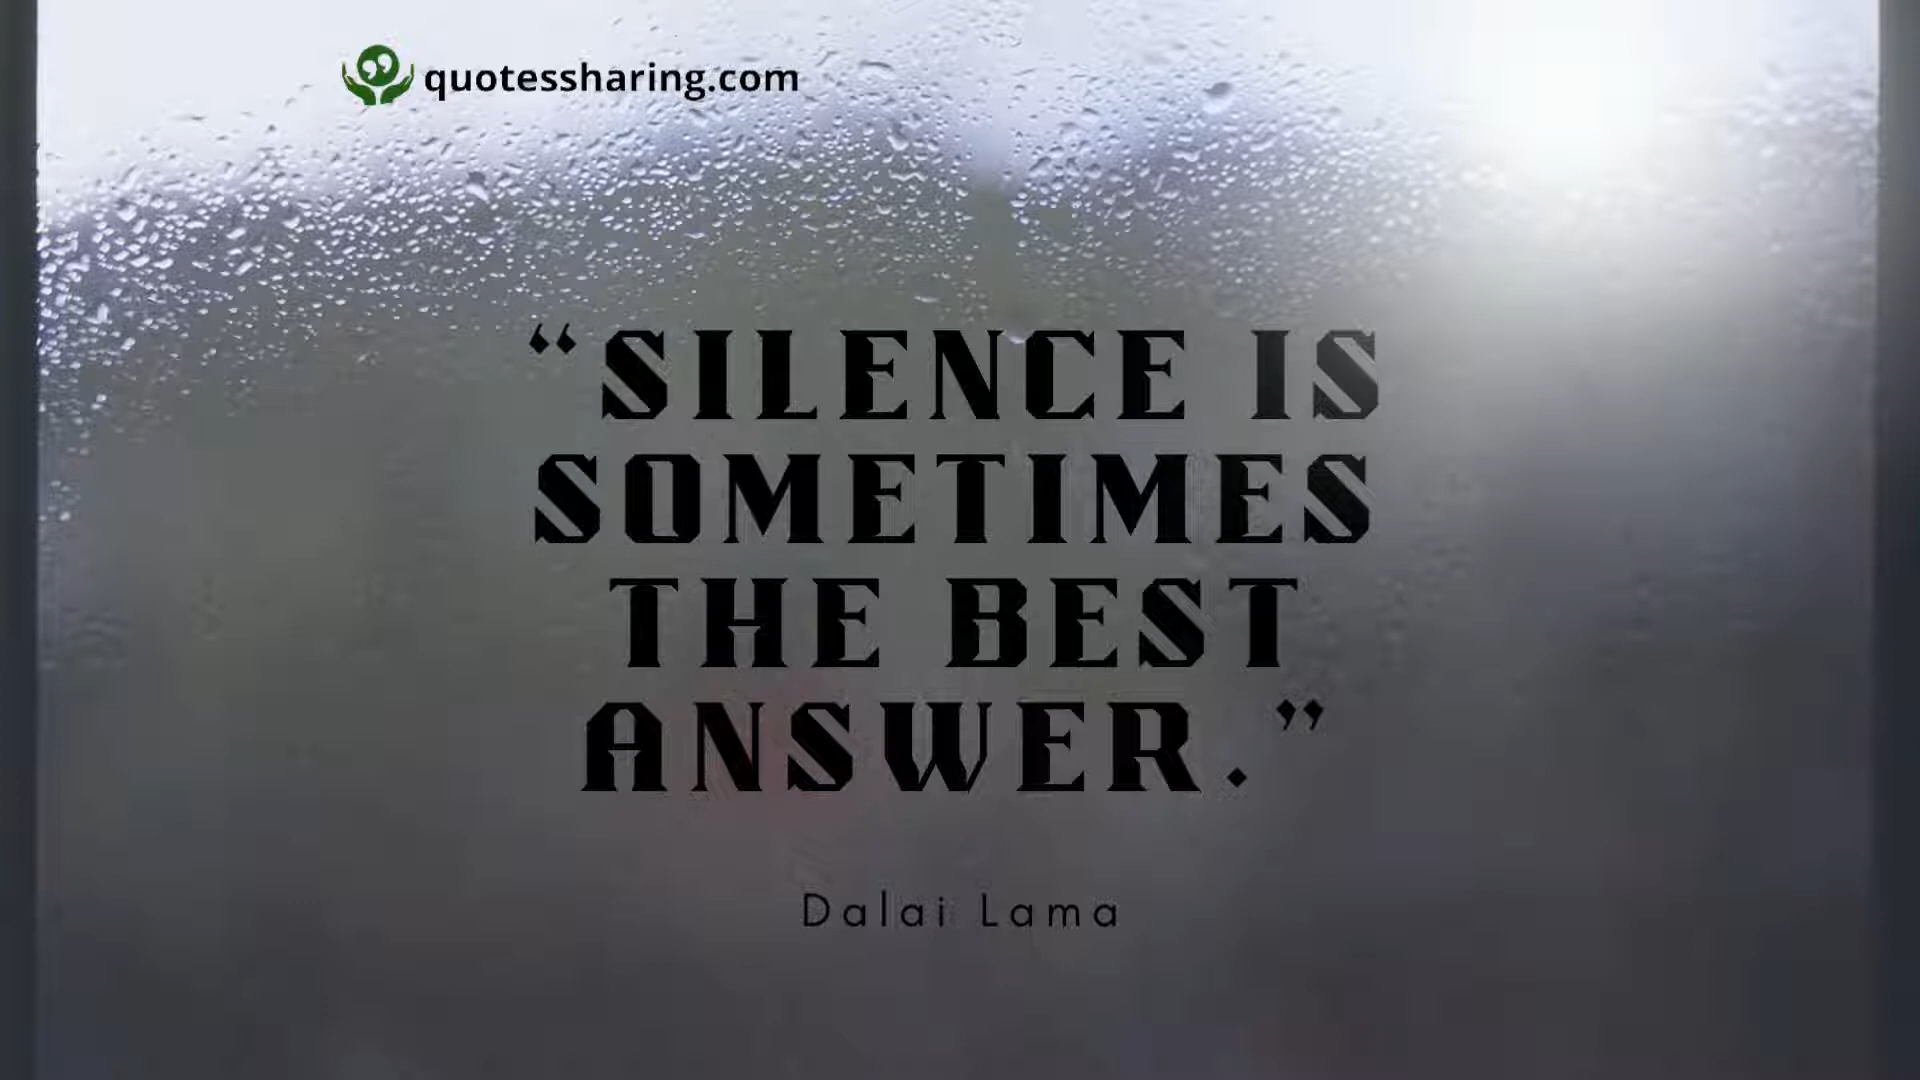 quotessharing.com
“SILENCE IS
SOMETIMES
THE BEST
ANSWER.”
Dalai Lama